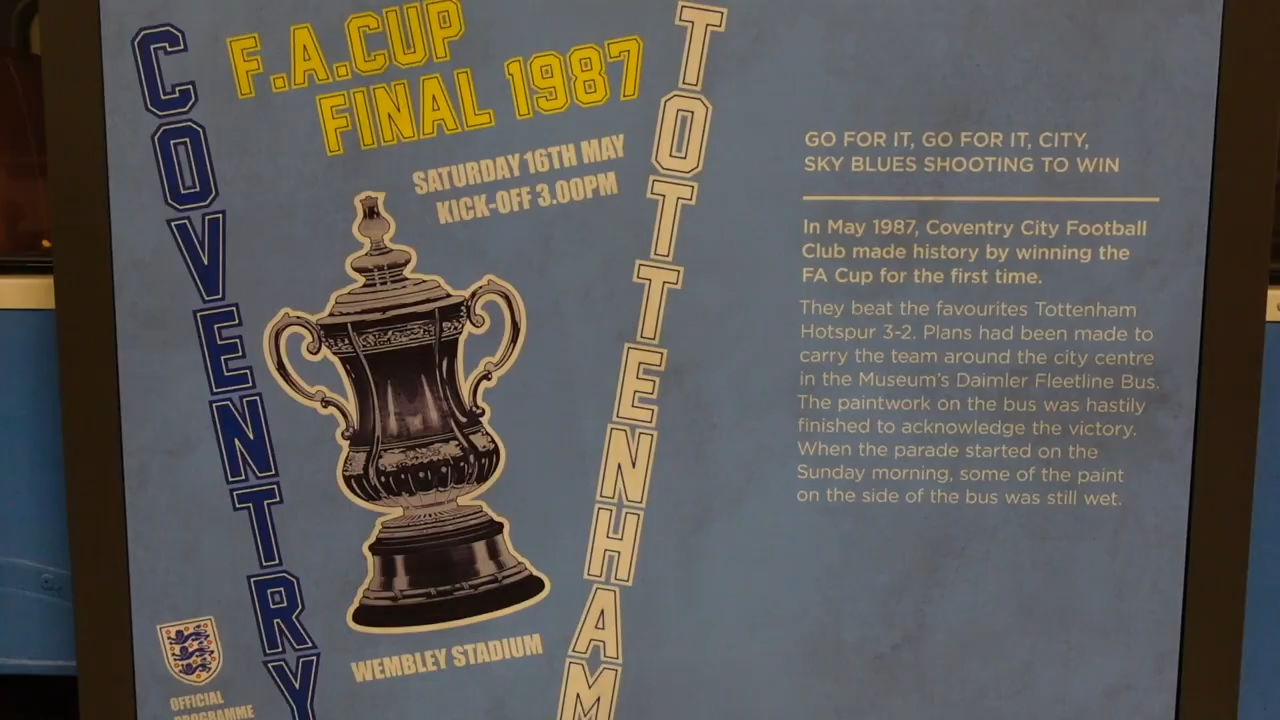 COVENTRY
F.A.CUP
FINAL 1987
SATURDAY 16TH MAY
KICK-OFF 3.00PM
TOTTENHAM
WEMBLEY STADIUM
OFFICIAL
PROGRAMME
GO FOR IT, GO FOR IT, CITY,
SKY BLUES SHOOTING TO WIN
In May 1987, Coventry City Football
Club made history by winning the
FA Cup for the first time.
They beat the favourites Tottenham
Hotspur 3-2. Plans had been made to
carry the team around the city centre
in the Museum's Daimler Fleetline Bus.
The paintwork on the bus was hastily
finished to acknowledge the victory.
When the parade started on the
Sunday morning, some of the paint
on the side of the bus was still wet.